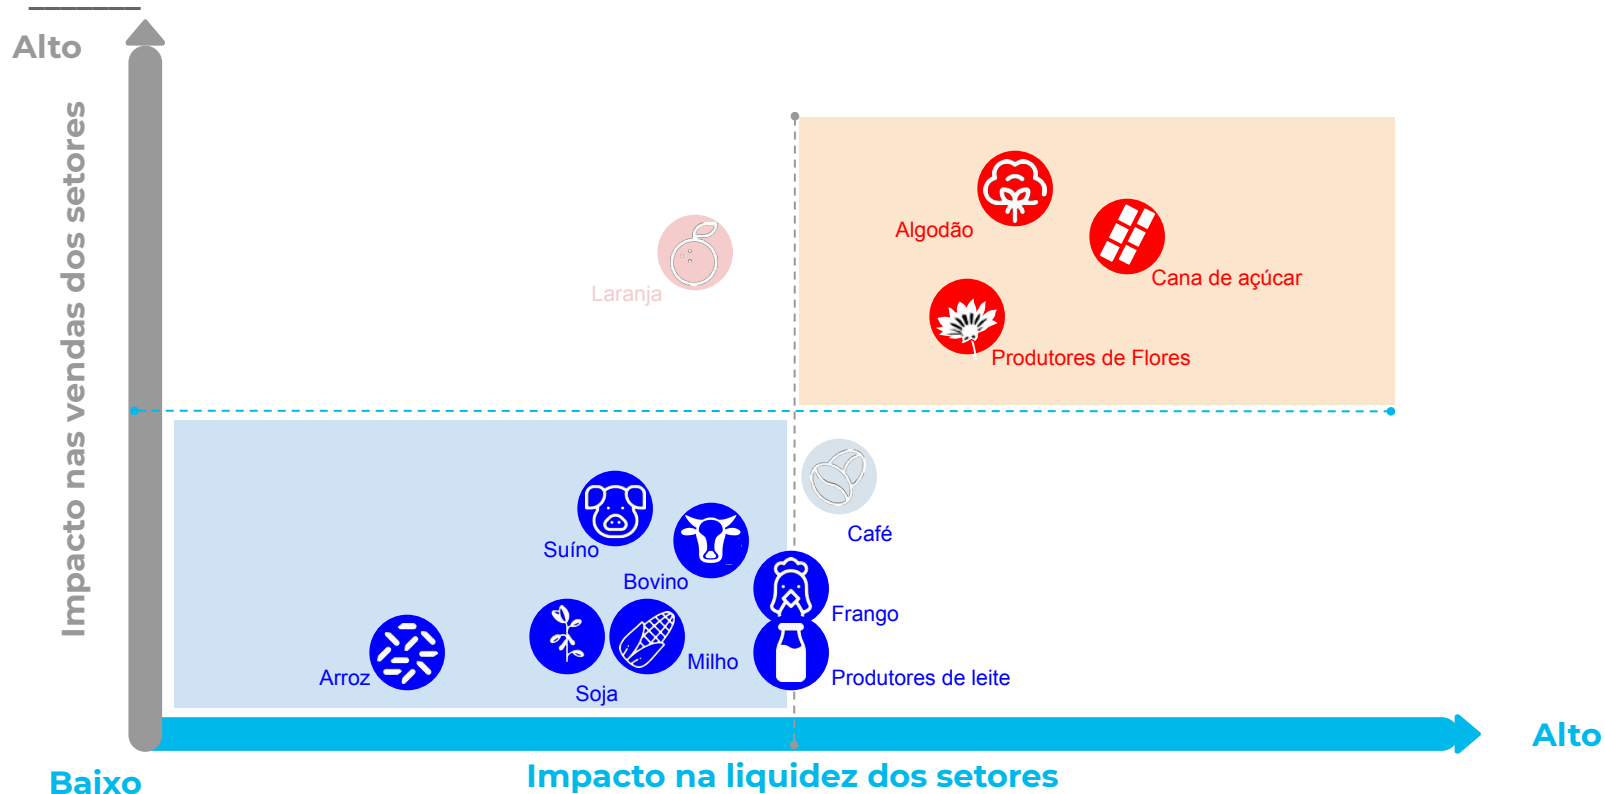 Alto
Impacto nas vendas dos setores
Algodão
Cana de açúcar
Laranja
Produtores de Flores
Café
Suíno
Bovino
Frango
Milho
Arroz
Produtores de leite
Soja
Alto
Baixo
Impacto na liquidez dos setores